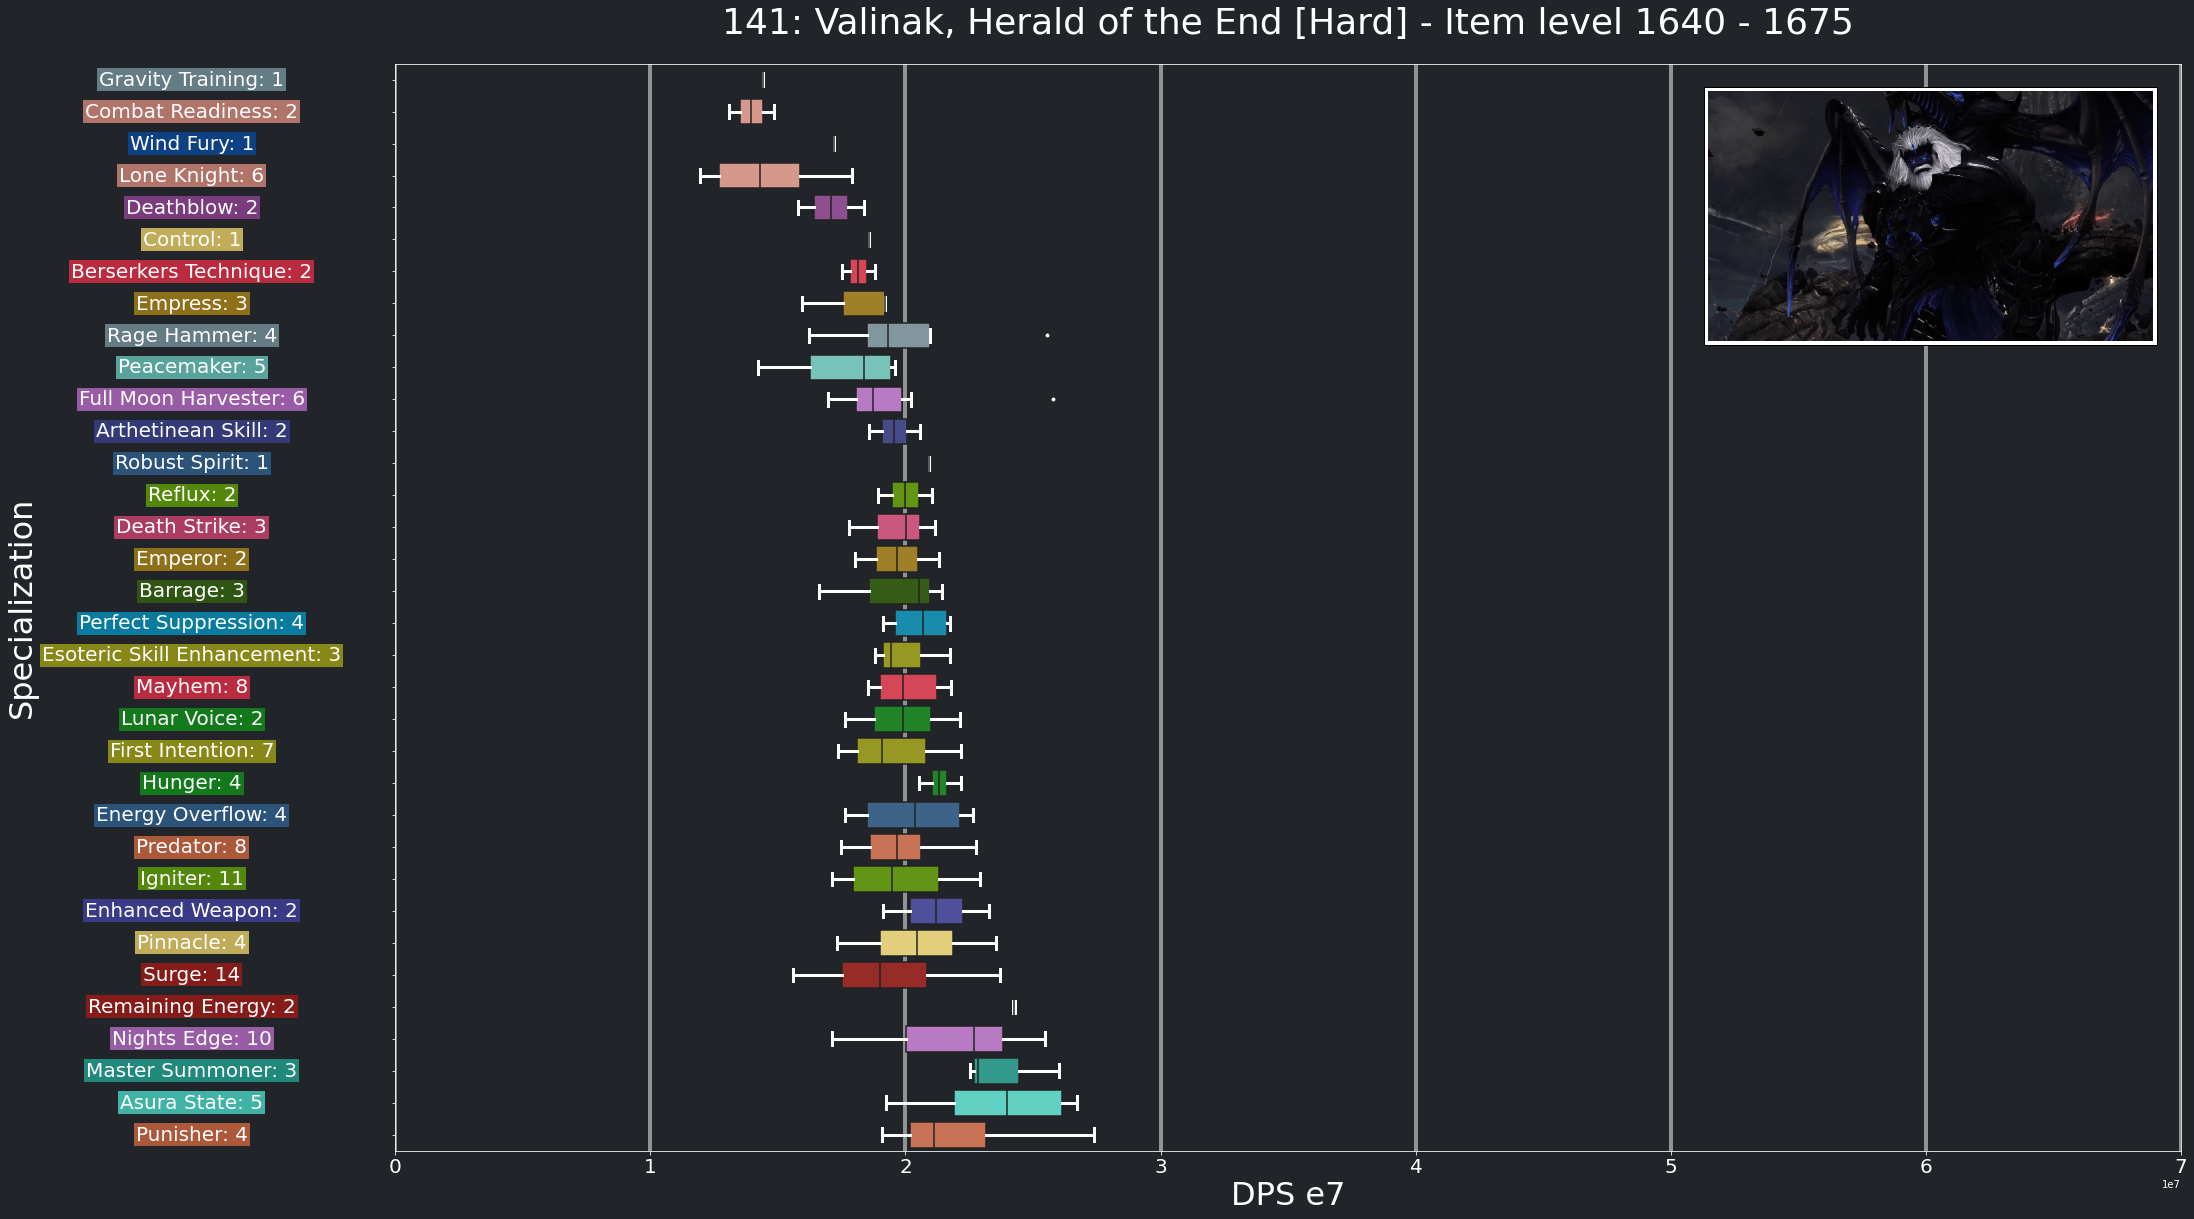 141: Valinak, Herald of the End [Hard] - Item level 1640 - 1675
Gravity Training: 1
Combat Readiness: 2
Wind Fury: 1
Lone Knight: 6
Deathblow: 2
Control: 1
Berserkers Technique: 2
Empress: 3
Rage Hammer: 4
Peacemaker: 5
Full Moon Harvester: 6
Arthetinean Skill: 2
Robust Spirit: 1
Reflux: 2
Death Strike: 3
Emperor: 2
Barrage: 3
Perfect Suppression: 4
Esoteric Skill Enhancement: 3
Mayhem: 8
Lunar Voice: 2
First Intention: 7
Hunger: 4
Energy Overflow: 4
Predator: 8
Igniter: 11
Enhanced Weapon: 2
Pinnacle: 4
Surge: 14
Remaining Energy: 2
Nights Edge: 10
Master Summoner: 3
Asura State: 5
Punisher: 4
Specialization
0 1 2 3 4 5 6 7
1e7
DPS e7